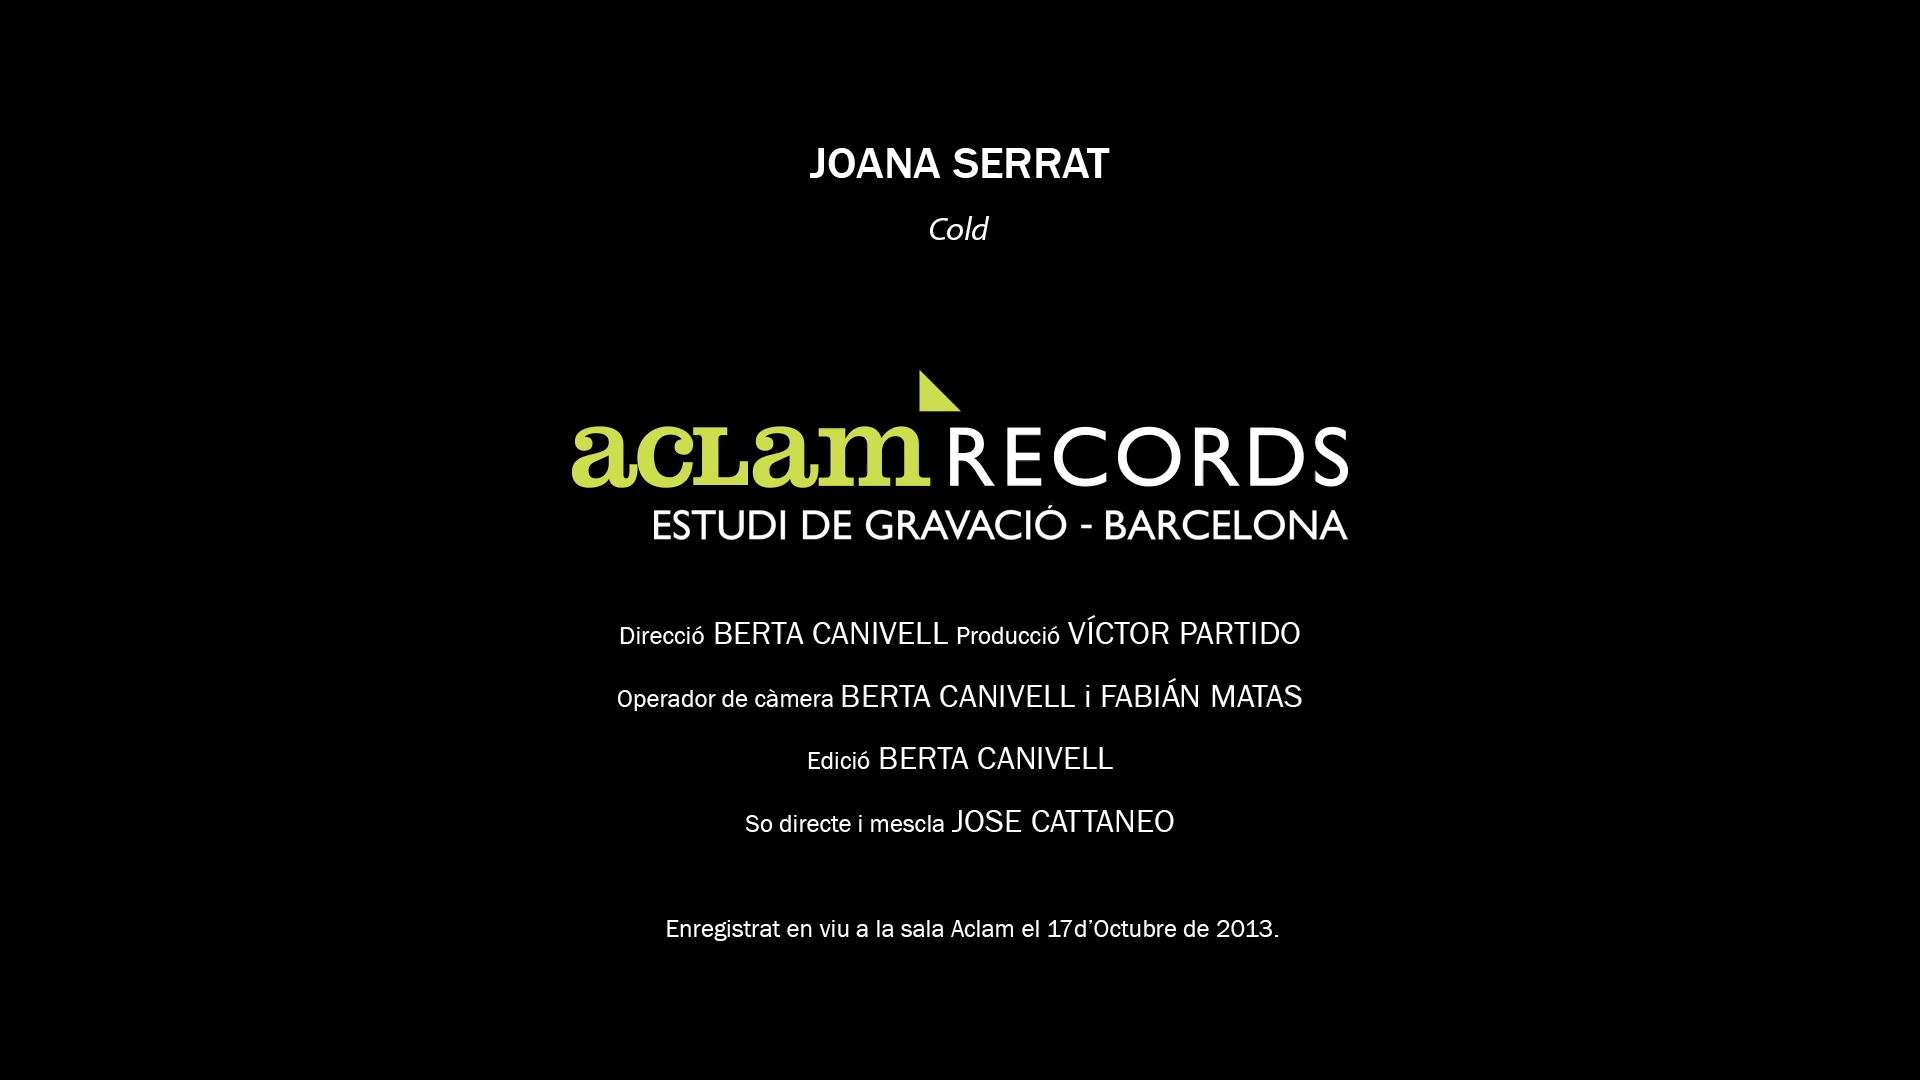 JOANA SERRAT
Cold
aclam RECORDS
ESTUDI DE GRAVACIÓ - BARCELONA
Direcció BERTA CANIVELL Producció VÍCTOR PARTIDO
Operador de càmera BERTA CANIVELL i FABIÁN MATAS
Edició BERTA CANIVELL
So directe i mescla JOSE CATTANEO
Enregistrat en viu a la sala Aclam el 17d’Octubre de 2013.